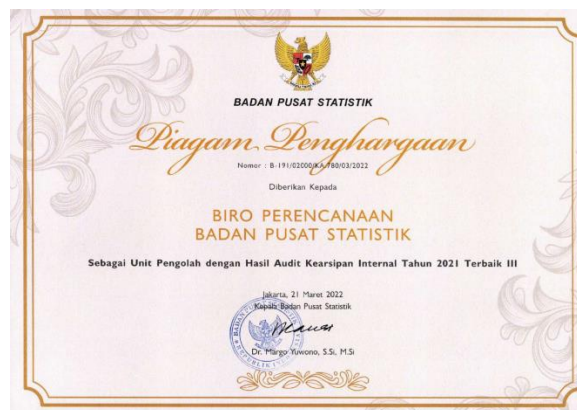 BADAN PUSAT STATISTIK
Piagam Penghargaan
Nomor : B-191/02000/KA.780/03/2022
Diberikan Kepada
BIRO PERENCANAAN
BADAN PUSAT STATISTIK
Sebagai Unit Pengolah dengan Hasil Audit Kearsipan Internal Tahun 2021 Terbaik III
Jakarta, 21 Maret 2022
Kepala Badan Pusat Statistik
Dr. Margo Yuwono, S.Si, M.Si